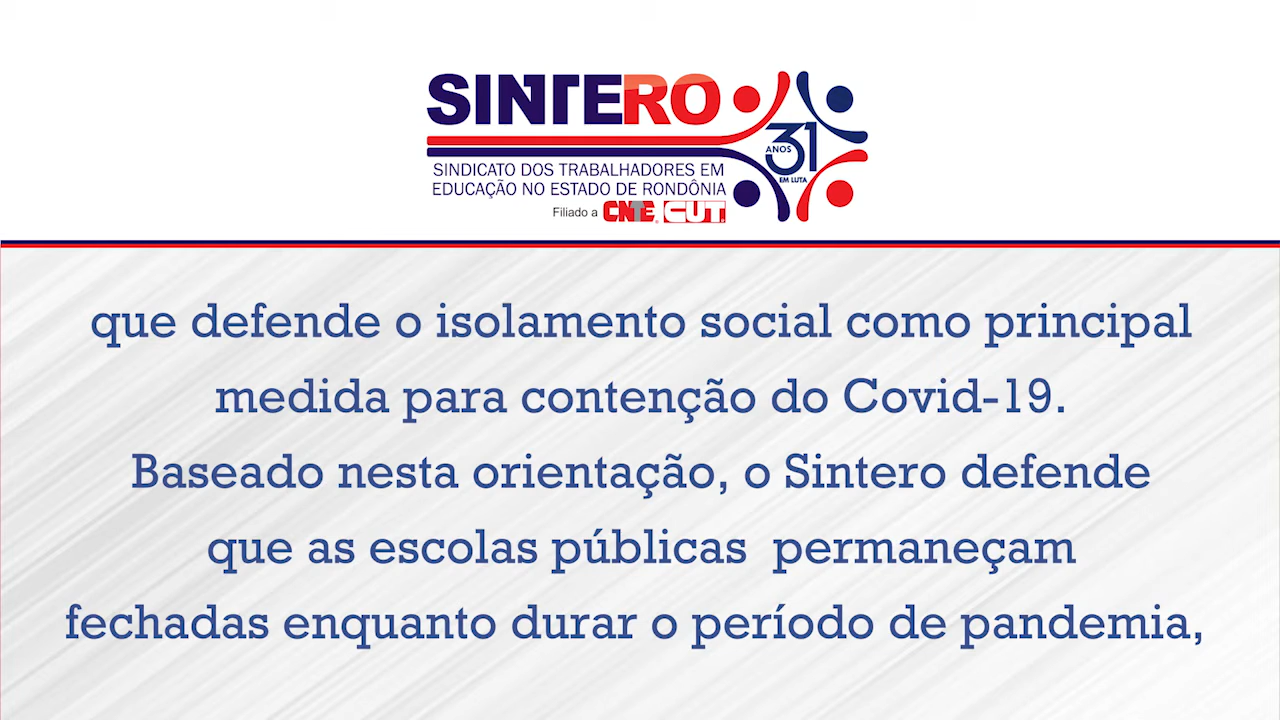 SINTERO
31
ANOS
EM LUTA
SINDICATO DOS TRABALHADORES EM
EDUCAÇÃO NO ESTADO DE RONDÔNIA
Filiado a CNTE CUT
que defende o isolamento social como principal
medida para contenção do Covid-19.
Baseado nesta orientação, o Sintero defende
que as escolas públicas permaneçam
fechadas enquanto durar o período de pandemia,